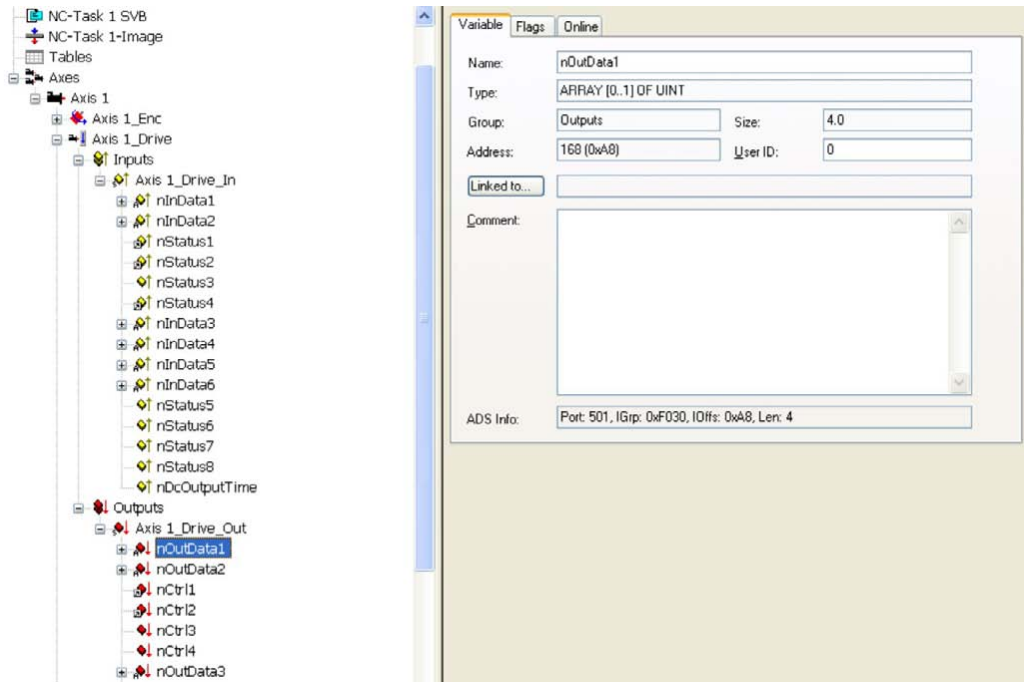 NC-Task 1 SVB
NC-Task 1-Image
Tables
Axes
Axis 1
Axis 1_Enc
Axis 1_Drive
Inputs
Axis 1_Drive_In
nInData1
nInData2
nStatus1
nStatus2
nStatus3
nStatus4
nInData3
nInData4
nInData5
nInData6
nStatus5
nStatus6
nStatus7
nStatus8
nDcOutputTime
Outputs
Axis 1_Drive_Out
nOutData1
nOutData2
nCtrl1
nCtrl2
nCtrl3
nCtrl4
nOutData3
Variable Flags Online
Name: nOutData1
Type: ARRAY [0..1] OF UINT
Group: Outputs Size: 4.0
Address: 168 (0xA8) User ID: 0
Linked to...
Comment:
ADS Info: Port: 501, IGrp: 0xF030, IOffs: 0xA8, Len: 4